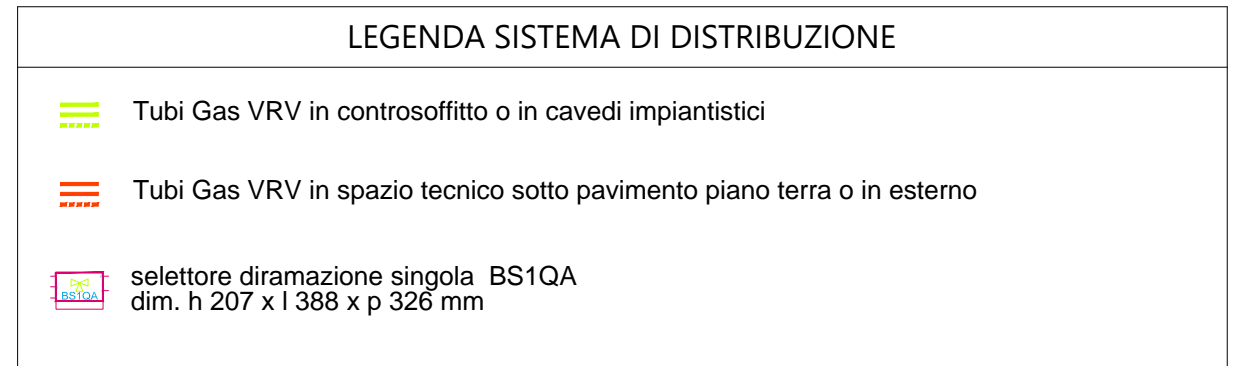 LEGENDA SISTEMA DI DISTRIBUZIONE
Tubi Gas VRV in controsoffitto o in cavedi impiantistici
Tubi Gas VRV in spazio tecnico sotto pavimento piano terra o in esterno
BS1QA
selettore diramazione singola BS1QA
dim. h 207 x l 388 x p 326 mm